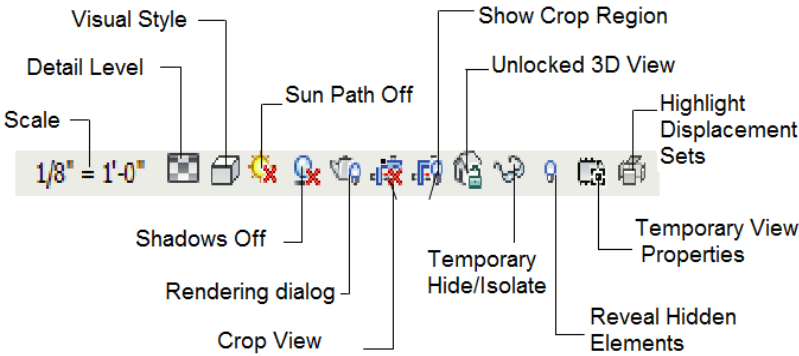 Show Crop Region
Visual Style
Unlocked 3D View
Detail Level
Sun Path Off
Highlight
Displacement
Sets
Scale
1/8" = 1'-0"
Shadows Off
Temporary View
Properties
Temporary
Hide/Isolate
Rendering dialog
Reveal Hidden
Elements
Crop View